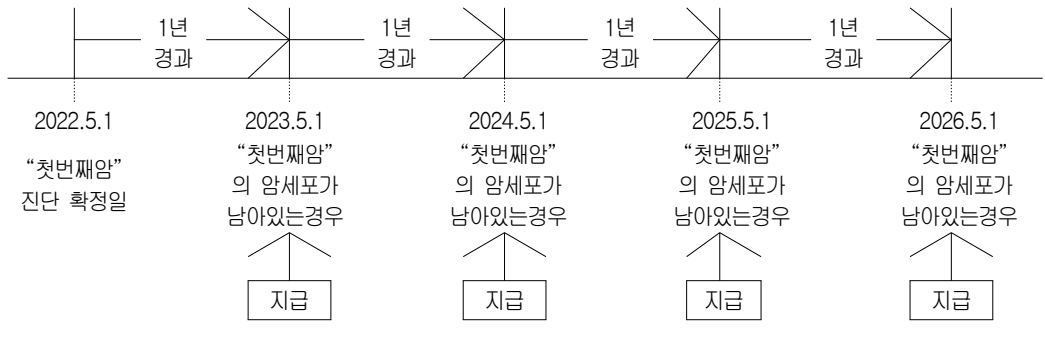 1년
경과
1년
경과
1년
경과
1년
경과
2022.5.1
“첫번째암”
진단 확정일
2023.5.1
“첫번째암”
의 암세포가
남아있는경우
지급
2024.5.1
“첫번째암”
의 암세포가
남아있는경우
지급
2025.5.1
“첫번째암”
의 암세포가
남아있는경우
지급
2026.5.1
“첫번째암”
의 암세포가
남아있는경우
지급